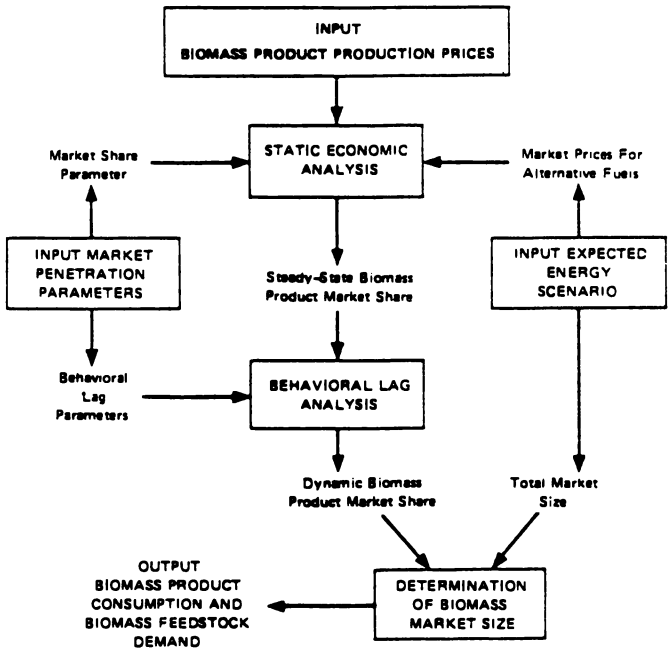 INPUT
BIOMASS PRODUCT PRODUCTION PRICES
Market Share
Parameter
STATIC ECONOMIC
ANALYSIS
Market Prices For
Alternative Fuels
INPUT MARKET
PENETRATION
PARAMETERS
INPUT EXPECTED
ENERGY
SCENARIO
Steady-State Biomass
Product Market Share
Behavioral
Lag
Parameters
BEHAVIORAL LAG
ANALYSIS
Dynamic Biomass
Product Market Share
Total Market
Size
OUTPUT
BIOMASS PRODUCT
CONSUMPTION AND
BIOMASS FEEDSTOCK
DEMAND
DETERMINATION
OF BIOMASS
MARKET SIZE